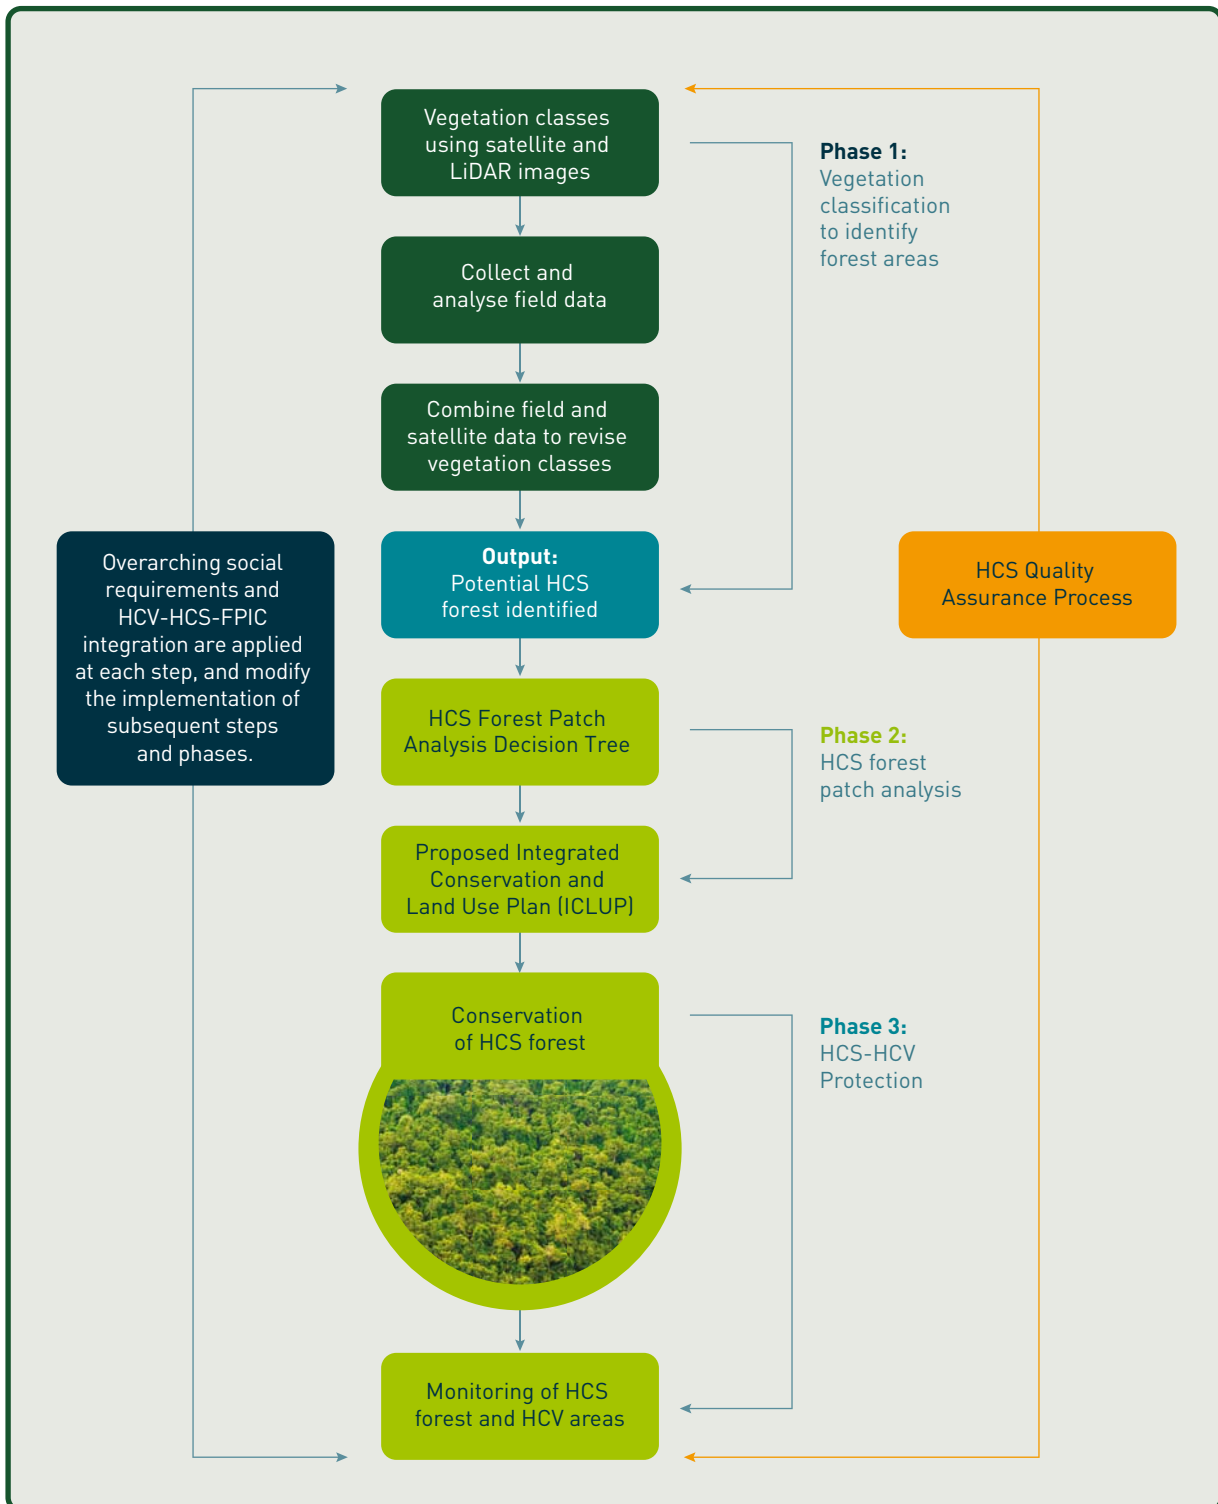 Vegetation classes
using satellite and
LiDAR images
Phase 1:
Vegetation
classification
to identify
forest areas
Collect and
analyse field data
Combine field and
satellite data to revise
vegetation classes
Overarching social
requirements and
HCV-HCS-FPIC
integration are applied
at each step, and modify
the implementation of
subsequent steps
and phases.
Output:
Potential HCS
forest identified
HCS Quality
Assurance Process
HCS Forest Patch
Analysis Decision Tree
Phase 2:
HCS forest
patch analysis
Proposed Integrated
Conservation and
Land Use Plan (ICLUP)
Conservation
of HCS forest
Phase 3:
HCS-HCV
Protection
Monitoring of HCS
forest and HCV areas